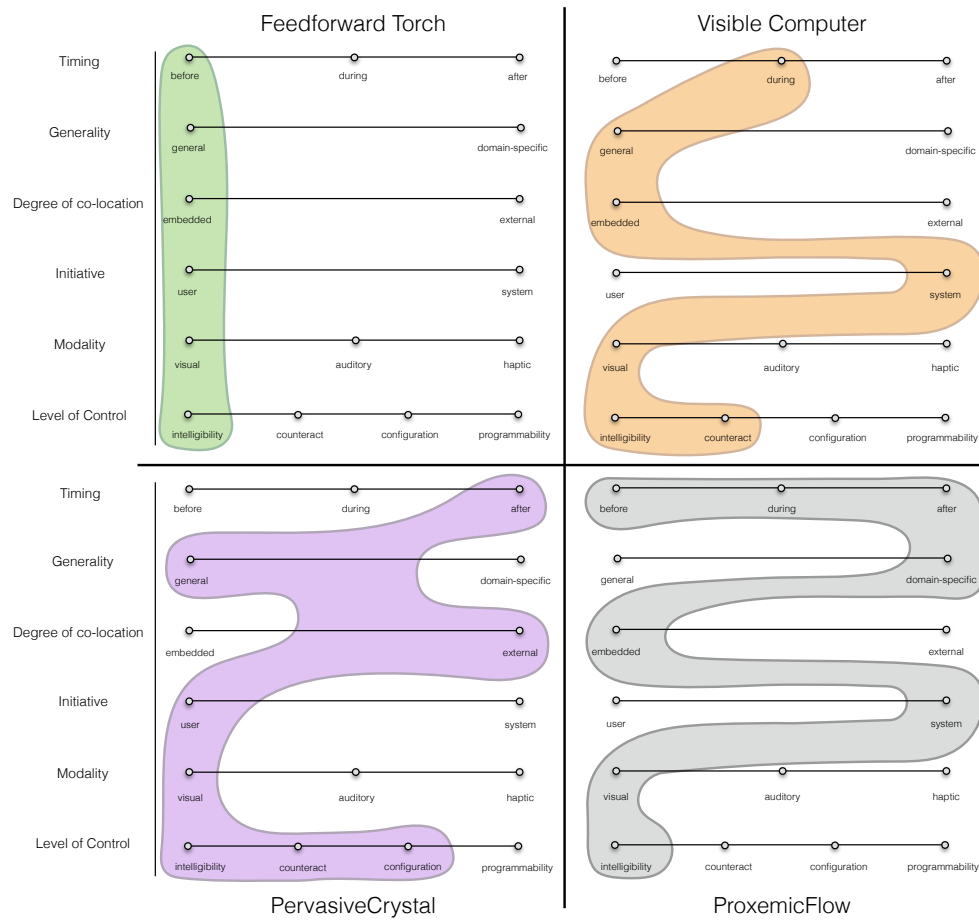 Feedforward Torch
Visible Computer
Timing
before
during
after
before
during
after
Generality
general
domain-specific
general
domain-specific
Degree of co-location
embedded
external
embedded
external
Initiative
user
system
user
system
Modality
visual
auditory
haptic
visual
auditory
haptic
Level of Control
intelligibility
counteract
configuration
programmability
intelligibility
counteract
configuration
programmability
Timing
before
during
after
before
during
after
Generality
general
domain-specific
general
domain-specific
Degree of co-location
embedded
external
embedded
external
Initiative
user
system
user
system
Modality
visual
auditory
haptic
visual
auditory
haptic
Level of Control
intelligibility
counteract
configuration
programmability
intelligibility
counteract
configuration
programmability
PervasiveCrystal
ProxemicFlow